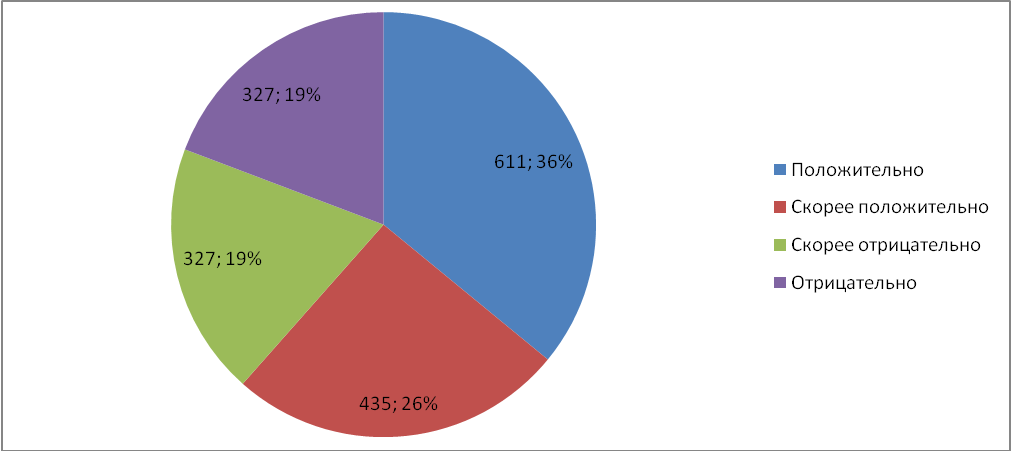 327; 19%
611; 36%
327; 19%
435; 26%
Положительно
Скорее положительно
Скорее отрицательно
Отрицательно